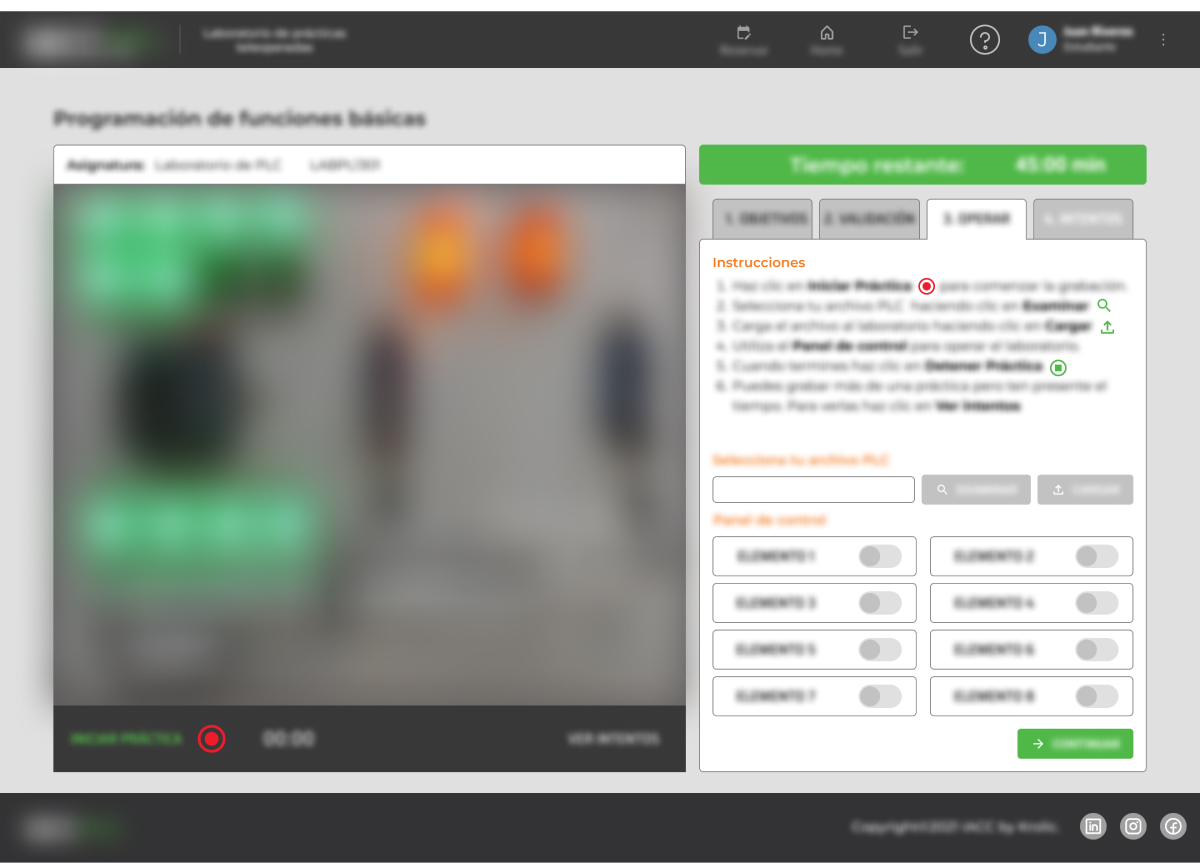 Laboratorio de prácticas
teleoperadas
Reservar
Home
Salir
?
J
Juan Riveros
Estudiante
Programación de funciones básicas
Asignatura: Laboratorio de PLC
Tiempo restante: 45:00 min
1. OBJETIVOS
2. VALIDACIÓN
3. OPERAR
4. INTENTOS
Instrucciones
1. Haz clic en Iniciar Práctica para comenzar la grabación.
2. Selecciona tu archivo PLC haciendo clic en Examinar
3. Carga el archivo al laboratorio haciendo clic en Cargar
4. Utiliza el Panel de control para operar el laboratorio.
5. Cuando termines haz clic en Detener Práctica
6. Puedes grabar más de una práctica pero ten presente el
tiempo. Para verlas haz clic en Ver intentos
Selecciona tu archivo PLC
EXAMINAR
CARGAR
Panel de control
ELEMENTO 1
ELEMENTO 2
ELEMENTO 3
ELEMENTO 4
ELEMENTO 5
ELEMENTO 6
ELEMENTO 7
ELEMENTO 8
INICIAR PRÁCTICA
00:00
VER INTENTOS
CONTINUAR
Copyright©2021 IACC by
in